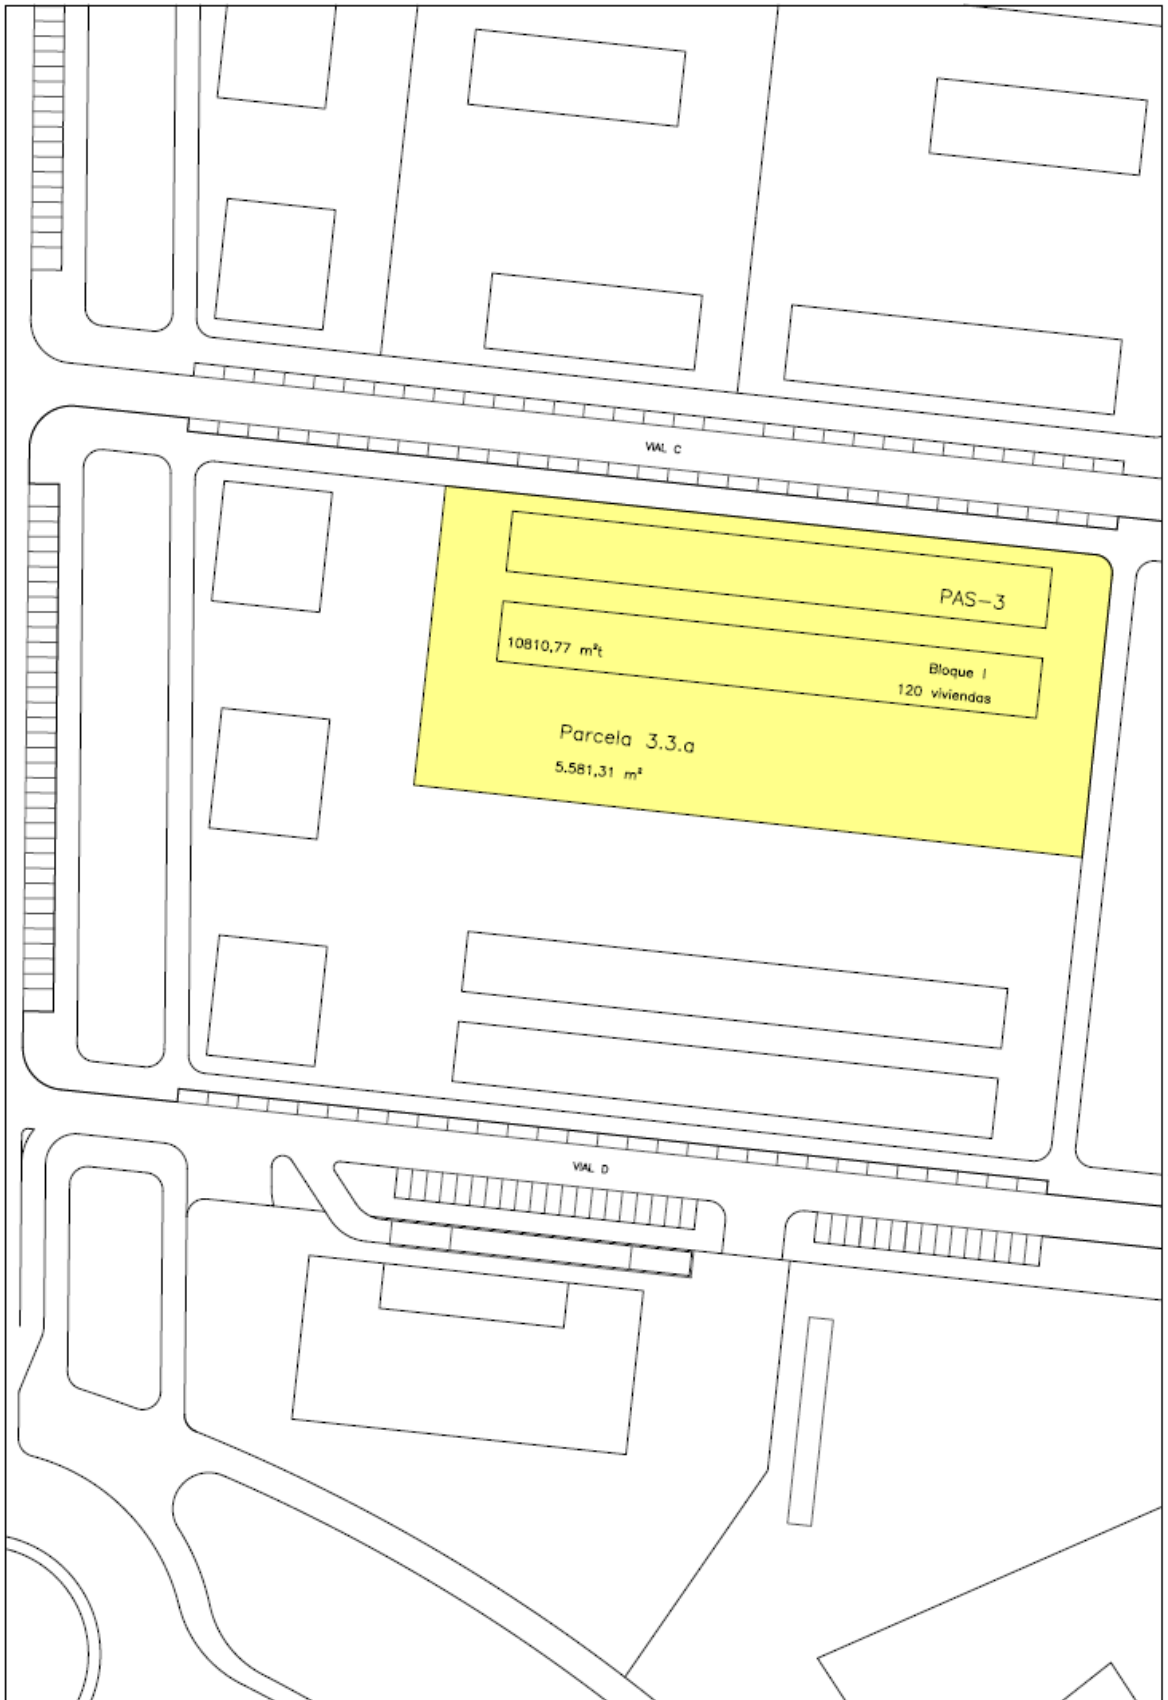 VIAL C
PAS-3
10810,77 m²t
Bloque I
120 viviendas
Parcela 3.3.a
5.581,31 m²
VIAL D